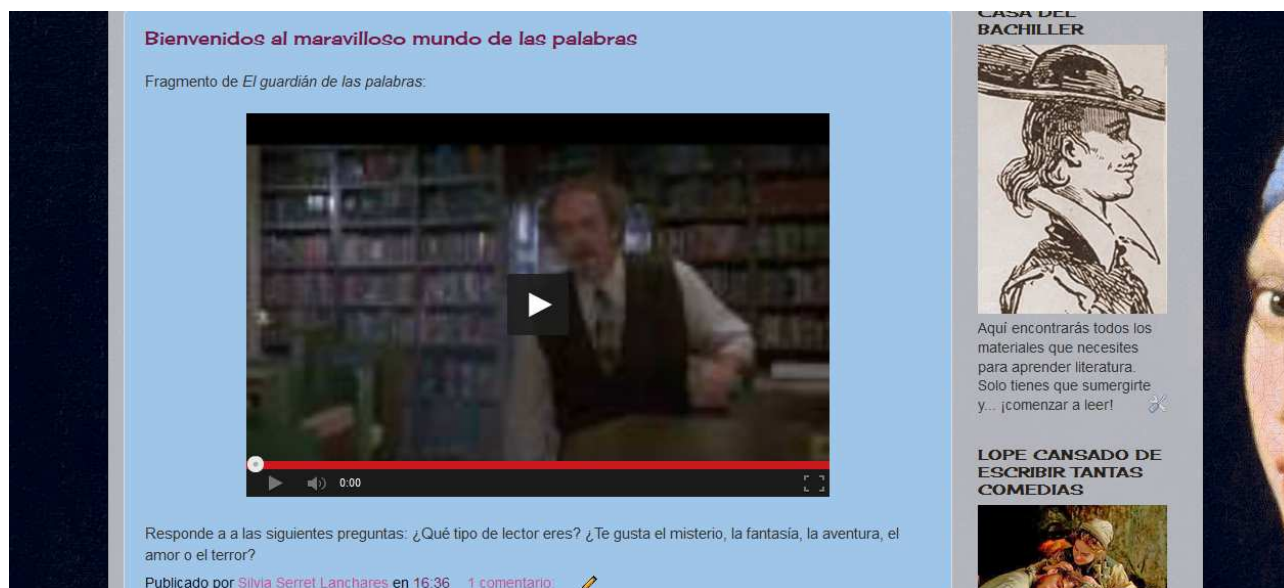 Bienvenidos al maravilloso mundo de las palabras
Fragmento de El guardián de las palabras:
0:00
Responde a a las siguientes preguntas: ¿Qué tipo de lector eres? ¿Te gusta el misterio, la fantasía, la aventura, el
amor o el terror?
Publicado por Silvia Serret Lanchares en 16:36 1 comentario:
CASA DEL
BACHILLER
Aquí encontrarás todos los
materiales que necesites
para aprender literatura.
Solo tienes que sumergirte
y... ¡comenzar a leer!
LOPE CANSADO DE
ESCRIBIR TANTAS
COMEDIAS